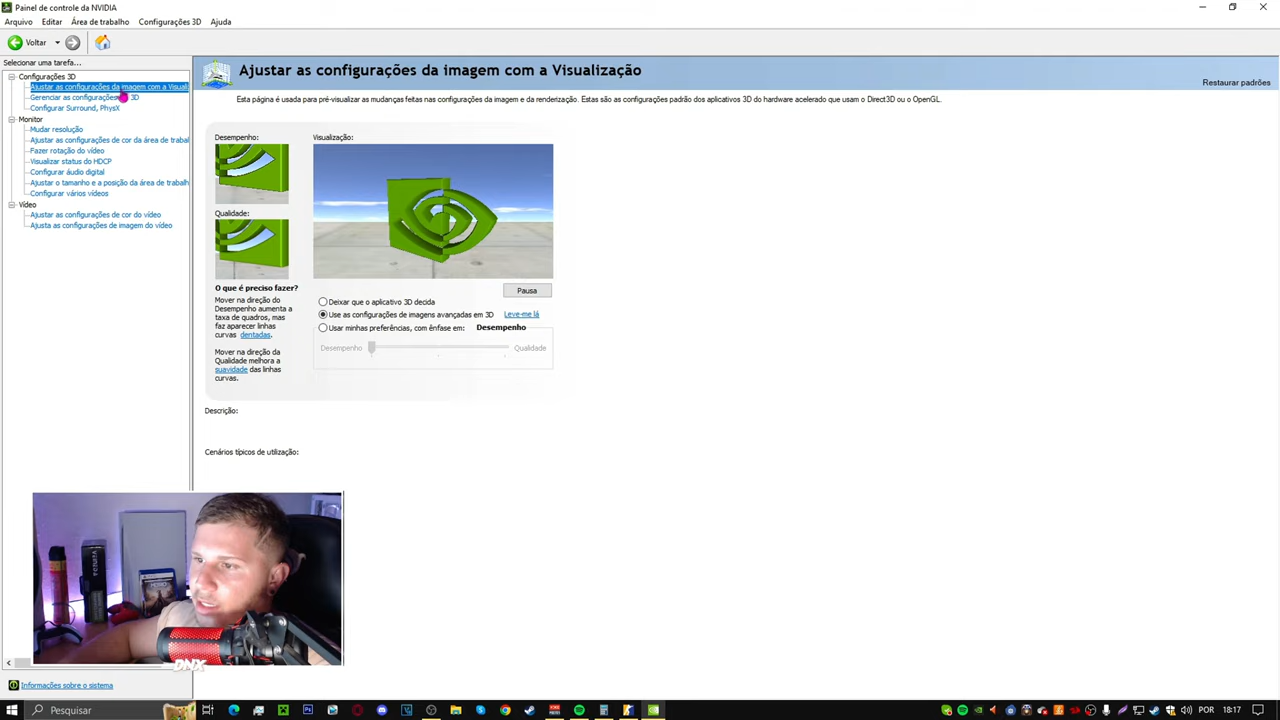 Painel de controle da NVIDIA
Arquivo Editar Área de trabalho Configurações 3D Ajuda
Voltar
Selecionar uma tarefa...
Configurações 3D
Ajustar as configurações da imagem com a Visuali
Gerenciar as configurações 3D
Configurar Surround, PhysX
Monitor
Mudar resolução
Ajustar as configurações de cor da área de trabal
Fazer rotação do vídeo
Visualizar status do HDCP
Configurar áudio digital
Ajustar o tamanho e a posição da área de trabalh
Configurar vários vídeos
Vídeo
Ajustar as configurações de cor do vídeo
Ajusta as configurações de imagem do vídeo
Informações sobre o sistema
Ajustar as configurações da imagem com a Visualização
Restaurar padrões
Esta página é usada para pré-visualizar as mudanças feitas nas configurações da imagem e da renderização. Estas são as configurações padrão dos aplicativos 3D do hardware acelerado que usam o Direct3D ou o OpenGL.
Desempenho:
Visualização:
Qualidade:
O que é preciso fazer?
Mover na direção do
Desempenho aumenta a
taxa de quadros, mas
faz aparecer linhas
curvas dentadas.
Mover na direção da
Qualidade melhora a
suavidade das linhas
curvas.
Pausa
Deixar que o aplicativo 3D decida
Use as configurações de imagens avançadas em 3D Leve-me lá
Usar minhas preferências, com ênfase em: Desempenho
Desempenho Qualidade
Descrição:
Cenários típicos de utilização:
DNX
Pesquisar
POR 18:17